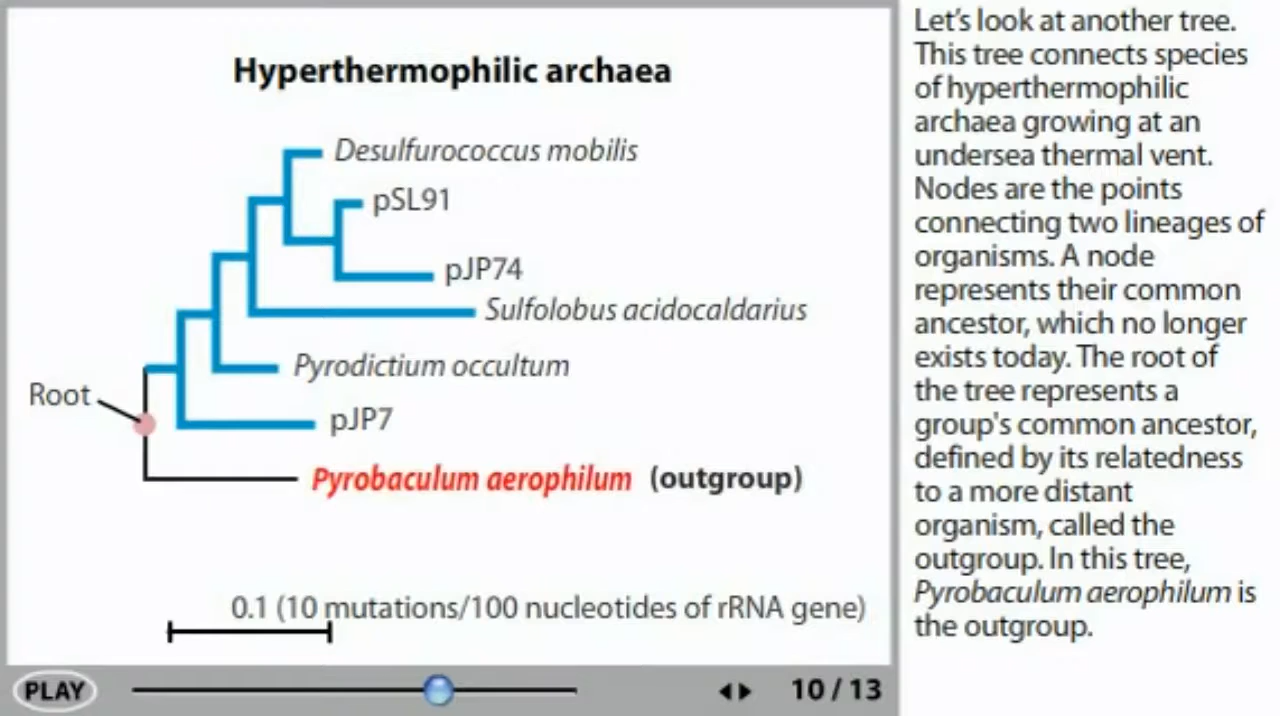 Hyperthermophilic archaea
Desulfurococcus mobilis
pSL91
pJP74
Sulfolobus acidocaldarius
Pyrodictium occultum
Root
pJP7
Pyrobaculum aerophilum (outgroup)
0.1 (10 mutations/100 nucleotides of rRNA gene)
PLAY
10 / 13
Let's look at another tree.
This tree connects species
of hyperthermophilic
archaea growing at an
undersea thermal vent.
Nodes are the points
connecting two lineages of
organisms. A node
represents their common
ancestor, which no longer
exists today. The root of
the tree represents a
group's common ancestor,
defined by its relatedness
to a more distant
organism, called the
outgroup. In this tree,
Pyrobaculum aerophilum is
the outgroup.